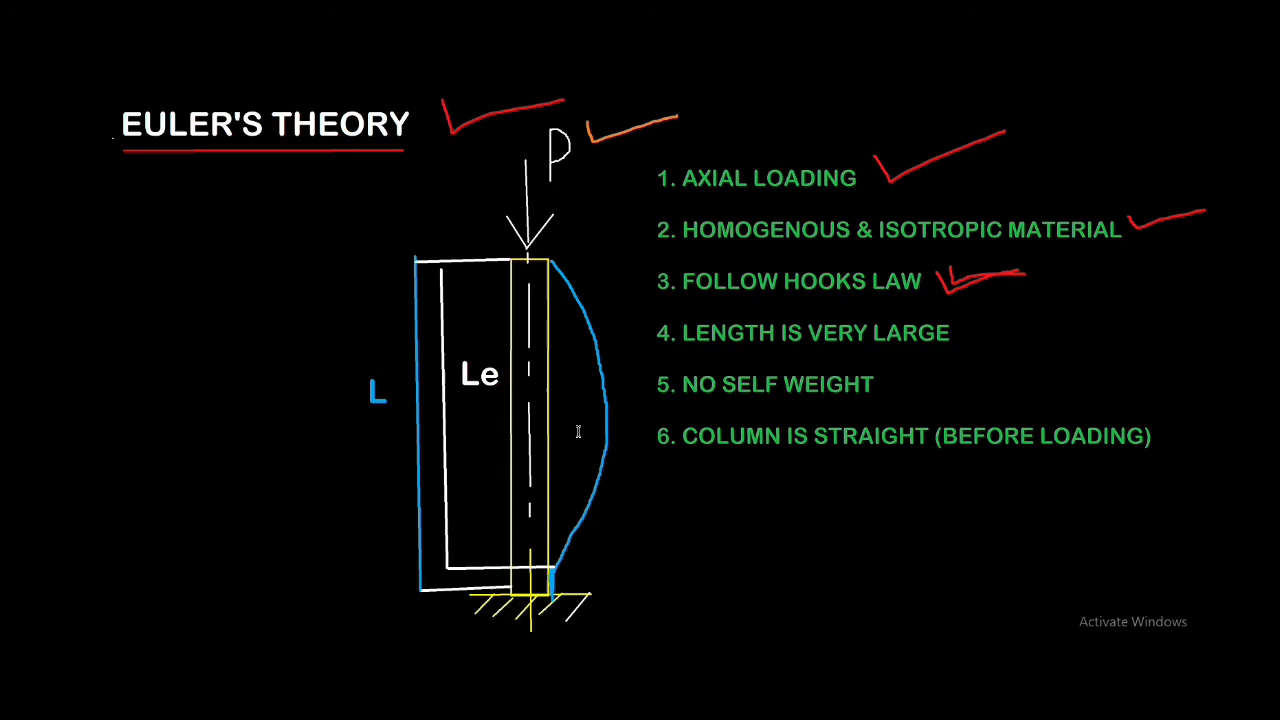 EULER'S THEORY
P
1. AXIAL LOADING
2. HOMOGENOUS & ISOTROPIC MATERIAL
3. FOLLOW HOOKS LAW
4. LENGTH IS VERY LARGE
Le
L
5. NO SELF WEIGHT
6. COLUMN IS STRAIGHT (BEFORE LOADING)
Activate Windows